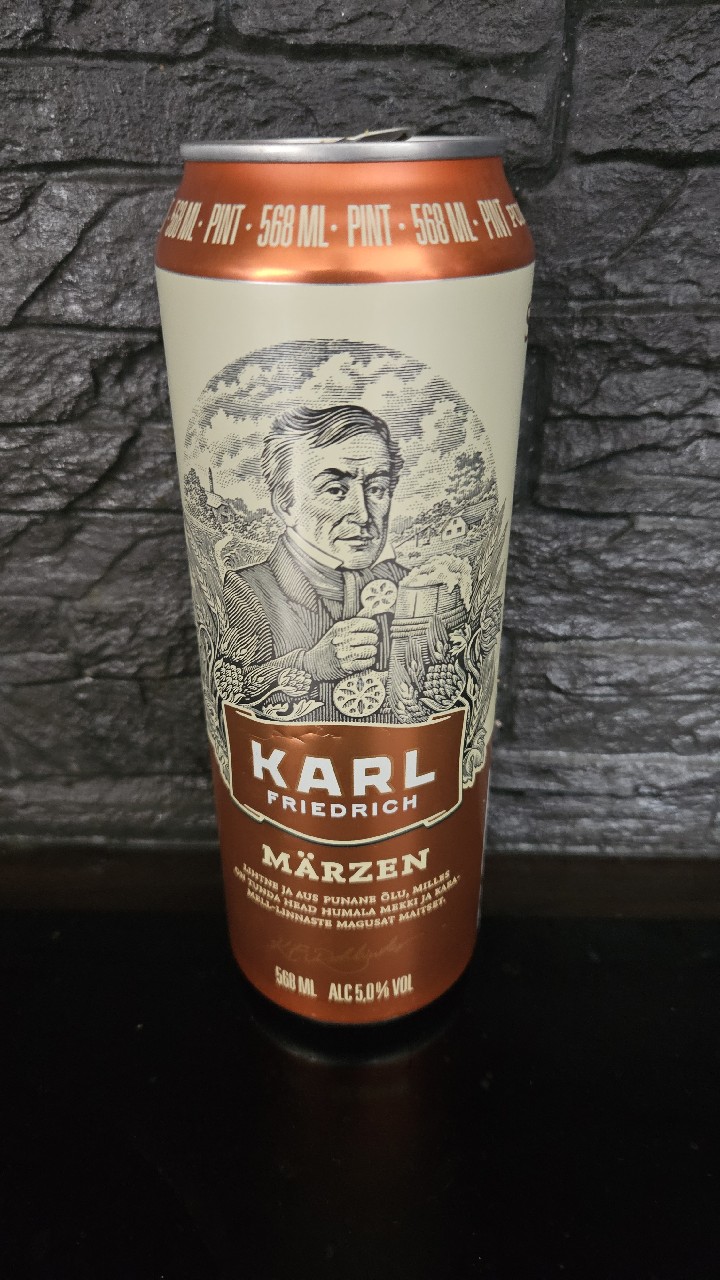 568 ML · PINT · 568 ML · PINT · 568 ML · PINT
KARL
FRIEDRICH
MÄRZEN
LIHTNE JA AUS PUNANE ÕLU, MILLES
ON TUNDA HEAD HUMALA MEKKI JA KARA-
MELL-LINNASTE MAGUSAT MAITSET.
568 ML ALC 5,0% VOL